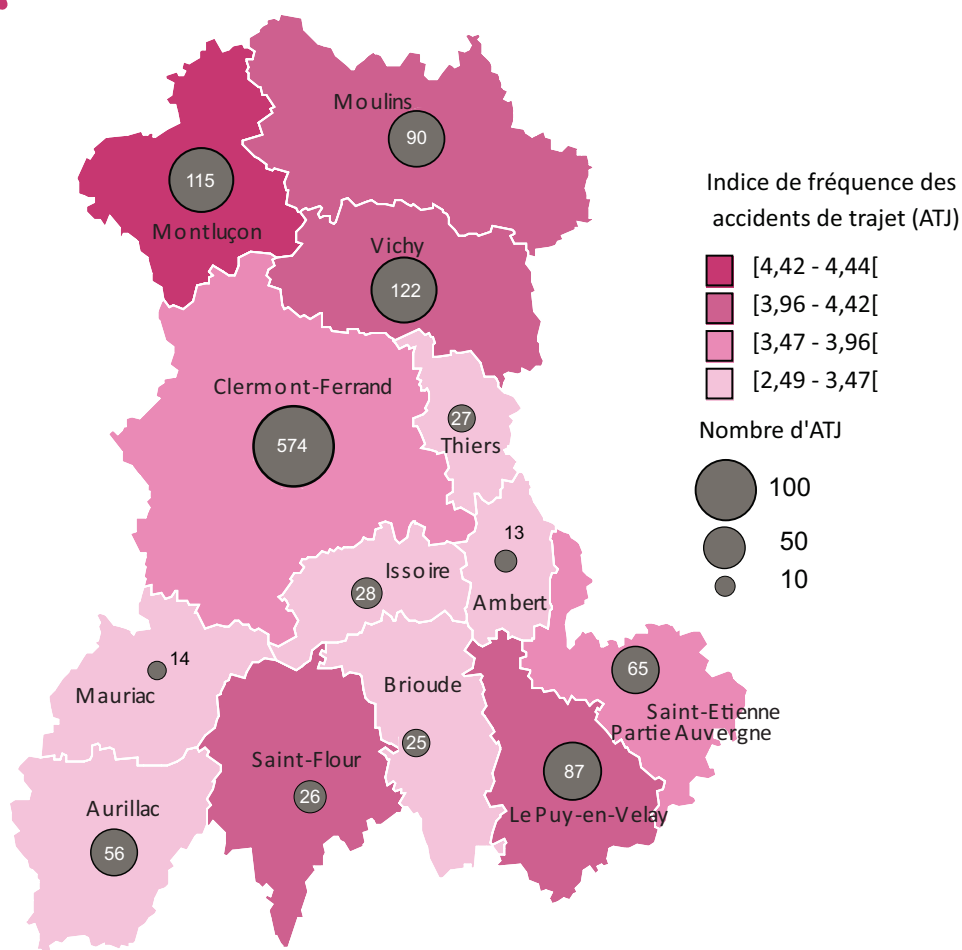 Moulins
90
115
Montluçon
Vichy
122
Clermont-Ferrand
574
27
Thiers
13
Ambert
Issoire
28
14
Mauriac
Brioude
25
65
Saint-Etienne
Partie Auvergne
Saint-Flour
26
87
Le Puy-en-Velay
Aurillac
56
Indice de fréquence des
accidents de trajet (ATJ)
[4,42 - 4,44[
[3,96 - 4,42[
[3,47 - 3,96[
[2,49 - 3,47[
Nombre d'ATJ
100
50
10